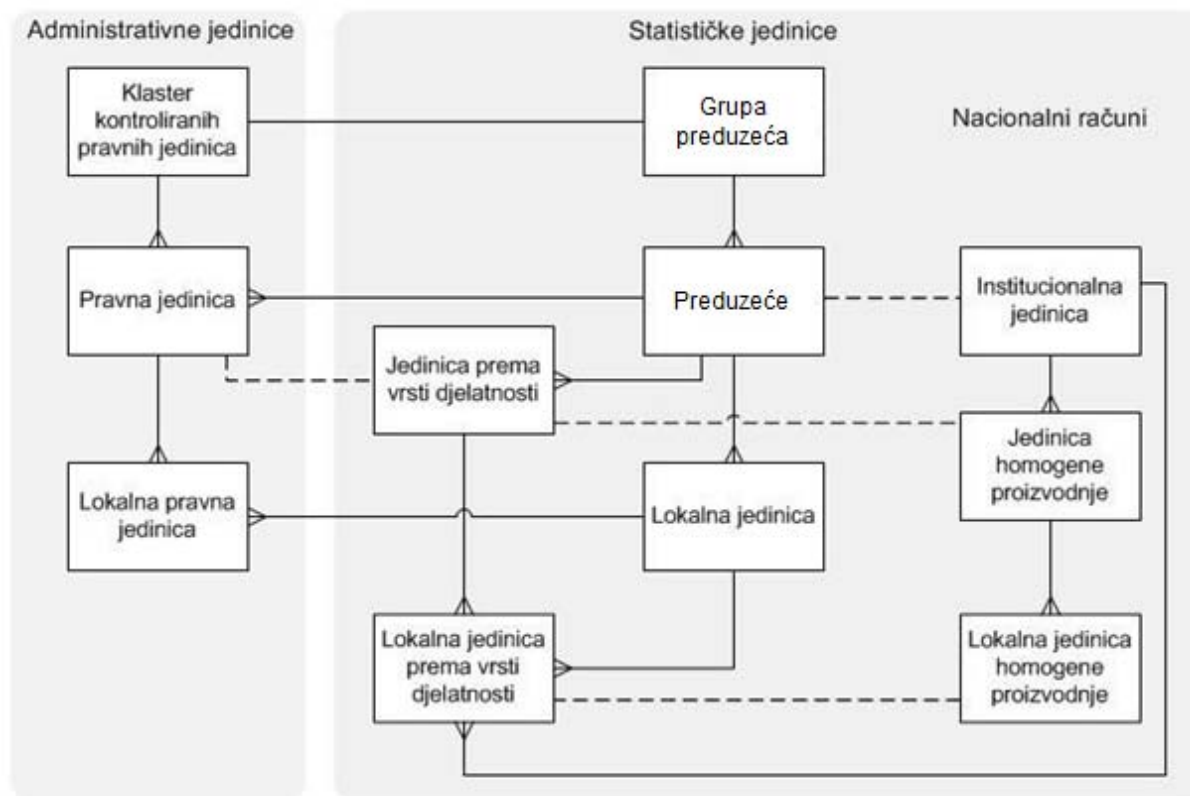 Administrativne jedinice
Statističke jedinice
Klaster
kontroliranih
pravnih jedinica
Grupa
preduzeća
Nacionalni računi
Pravna jedinica
Preduzeće
Institucionalna
jedinica
Jedinica prema
vrsti djelatnosti
Jedinica
homogene
proizvodnje
Lokalna pravna
jedinica
Lokalna jedinica
Lokalna jedinica
prema vrsti
djelatnosti
Lokalna jedinica
homogene
proizvodnje